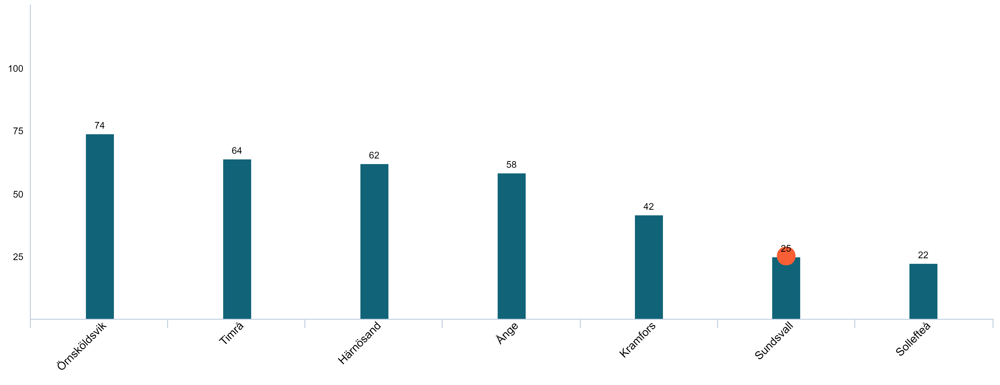 100
75
50
25
74
64
62
58
42
25
22
Örnsköldsvik
Timrå
Härnösand
Ånge
Kramfors
Sundsvall
Sollefteå